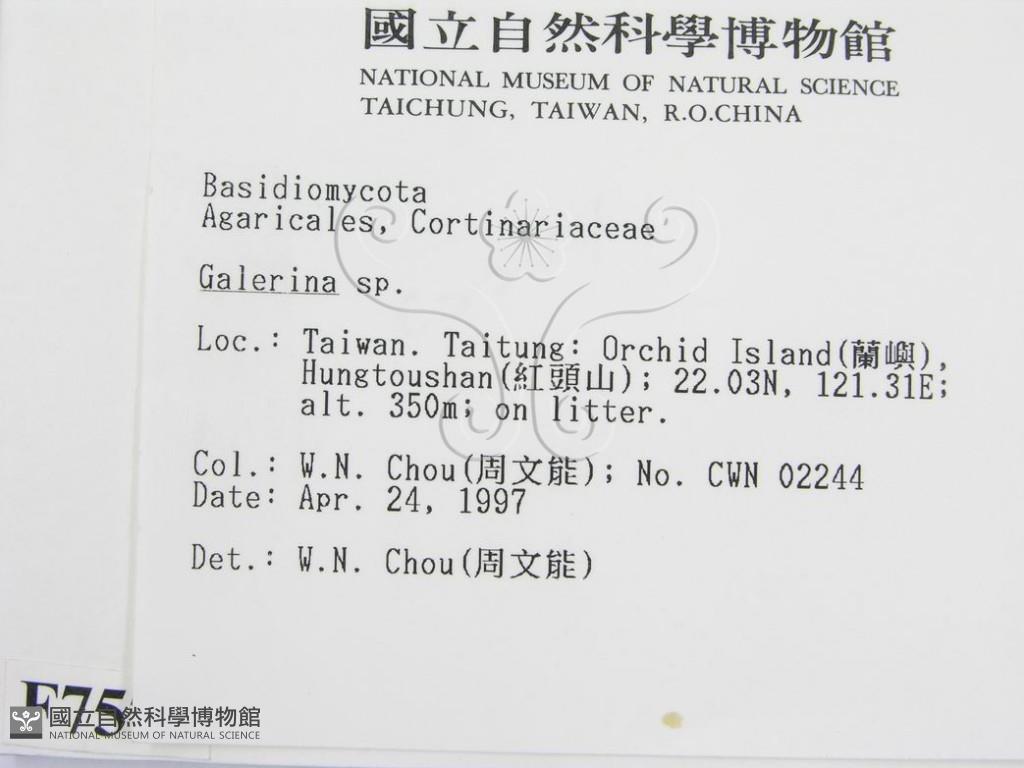 國立自然科學博物館
NATIONAL MUSEUM OF NATURAL SCIENCE
TAICHUNG, TAIWAN, R.O.CHINA
Basidiomycota
Agaricales, Cortinariaceae
Galerina sp.
Loc.: Taiwan. Taitung: Orchid Island(蘭嶼),
Hungtoushan(紅頭山); 22.03N, 121.31E;
alt. 350m; on litter.
Col.: W.N. Chou(周文能); No. CWN 02244
Date: Apr. 24, 1997
Det.: W.N. Chou(周文能)
F75
國立自然科學博物館
NATIONAL MUSEUM OF NATURAL SCIENCE